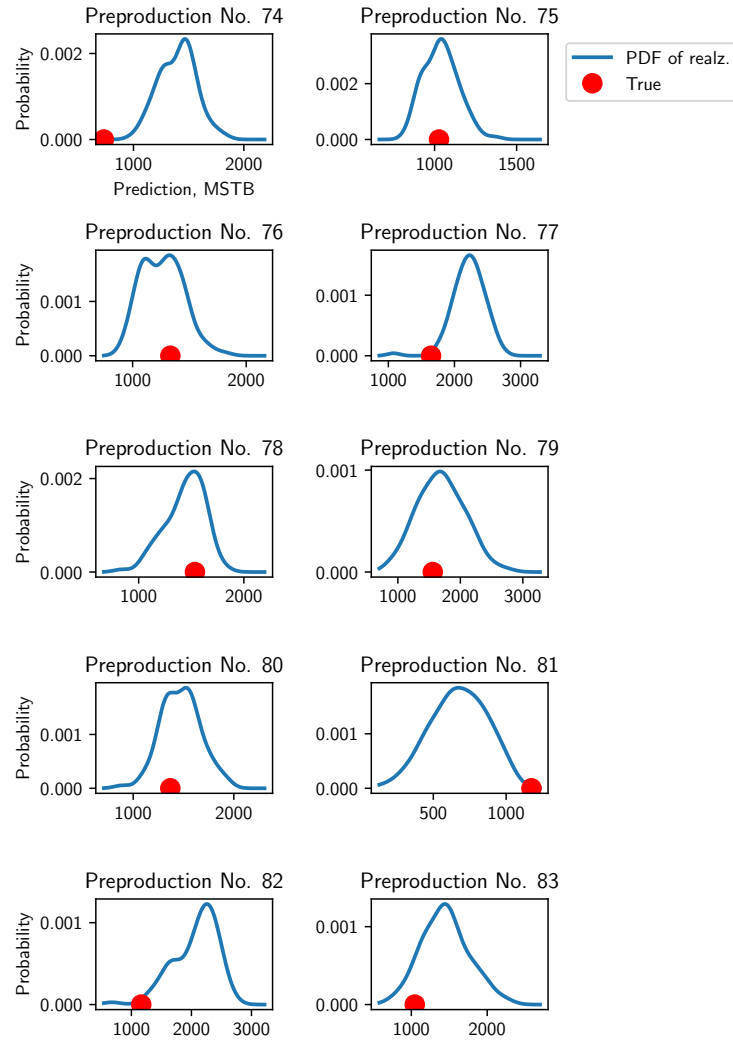 Preproduction No. 74
Preproduction No. 75
PDF of realz.
True
Probability
0.002
0.000
1000 2000
Prediction, MSTB
0.002
0.000
1000 1500
Preproduction No. 76
Preproduction No. 77
Probability
0.001
0.000
1000 2000
0.001
0.000
1000 2000 3000
Preproduction No. 78
Preproduction No. 79
Probability
0.002
0.000
1000 2000
0.001
0.000
1000 2000 3000
Preproduction No. 80
Preproduction No. 81
Probability
0.001
0.000
1000 2000
0.001
0.000
500 1000
Preproduction No. 82
Preproduction No. 83
Probability
0.001
0.000
1000 2000 3000
0.001
0.000
1000 2000